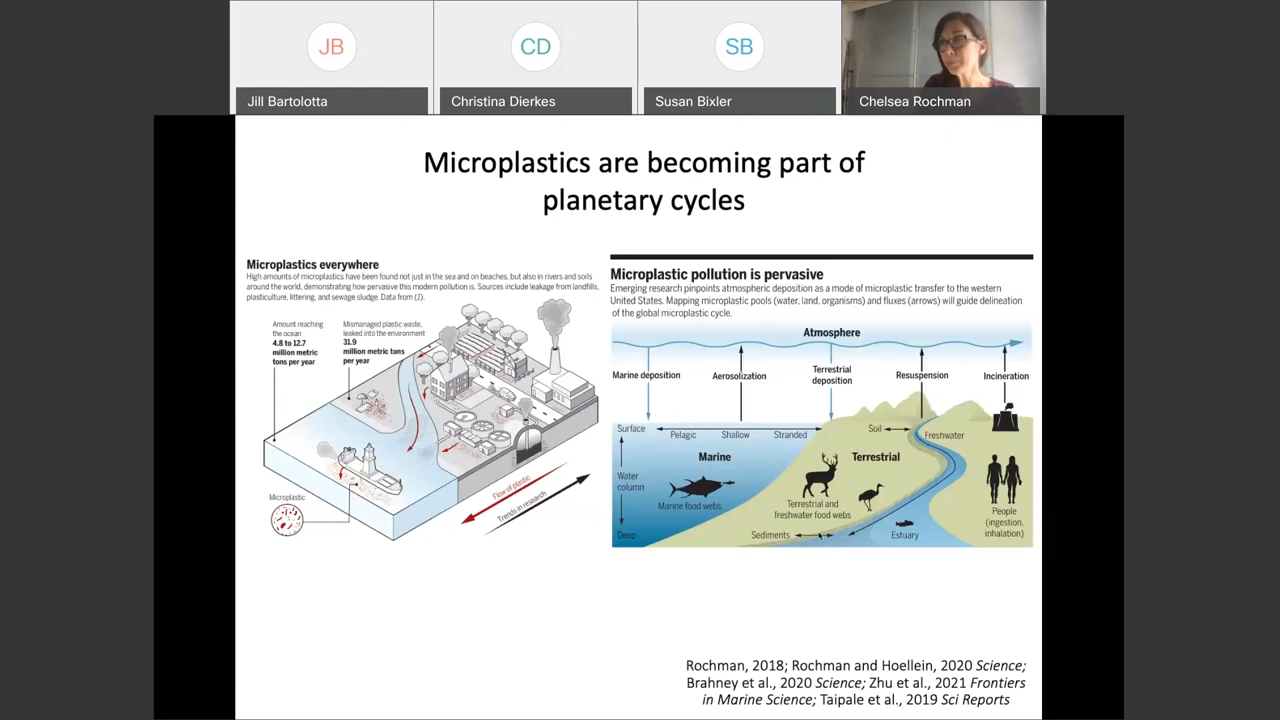 JB
CD
SB
Jill Bartolotta
Christina Dierkes
Susan Bixler
Chelsea Rochman
Microplastics are becoming part of
planetary cycles
Microplastics everywhere
High amounts of microplastics have been found not just in the sea and on beaches, but also in rivers and soils
around the world, demonstrating how pervasive this modern pollution is. Sources include leakage from landfills,
plasticulture, littering, and sewage sludge. Data from (1).
Amount reaching
the ocean
4.8 to 12.7
million metric
tons per year
Mismanaged plastic waste,
leaked into the environment
31.9
million metric tons
per year
Microplastic
Flow of plastic
Trends in research
Microplastic pollution is pervasive
Emerging research pinpoints atmospheric deposition as a mode of microplastic transfer to the western
United States. Mapping microplastic pools (water, land, organisms) and fluxes (arrows) will guide delineation
of the global microplastic cycle.
Atmosphere
Marine deposition
Aerosolization
Terrestrial
deposition
Resuspension
Incineration
Surface
Pelagic
Shallow
Stranded
Soil
Freshwater
Marine
Terrestrial
Water
column
Marine food webs
Terrestrial and
freshwater food webs
People
(ingestion,
inhalation)
Deep
Sediments
Estuary
Rochman, 2018; Rochman and Hoellein, 2020 Science;
Brahney et al., 2020 Science; Zhu et al., 2021 Frontiers
in Marine Science; Taipale et al., 2019 Sci Reports